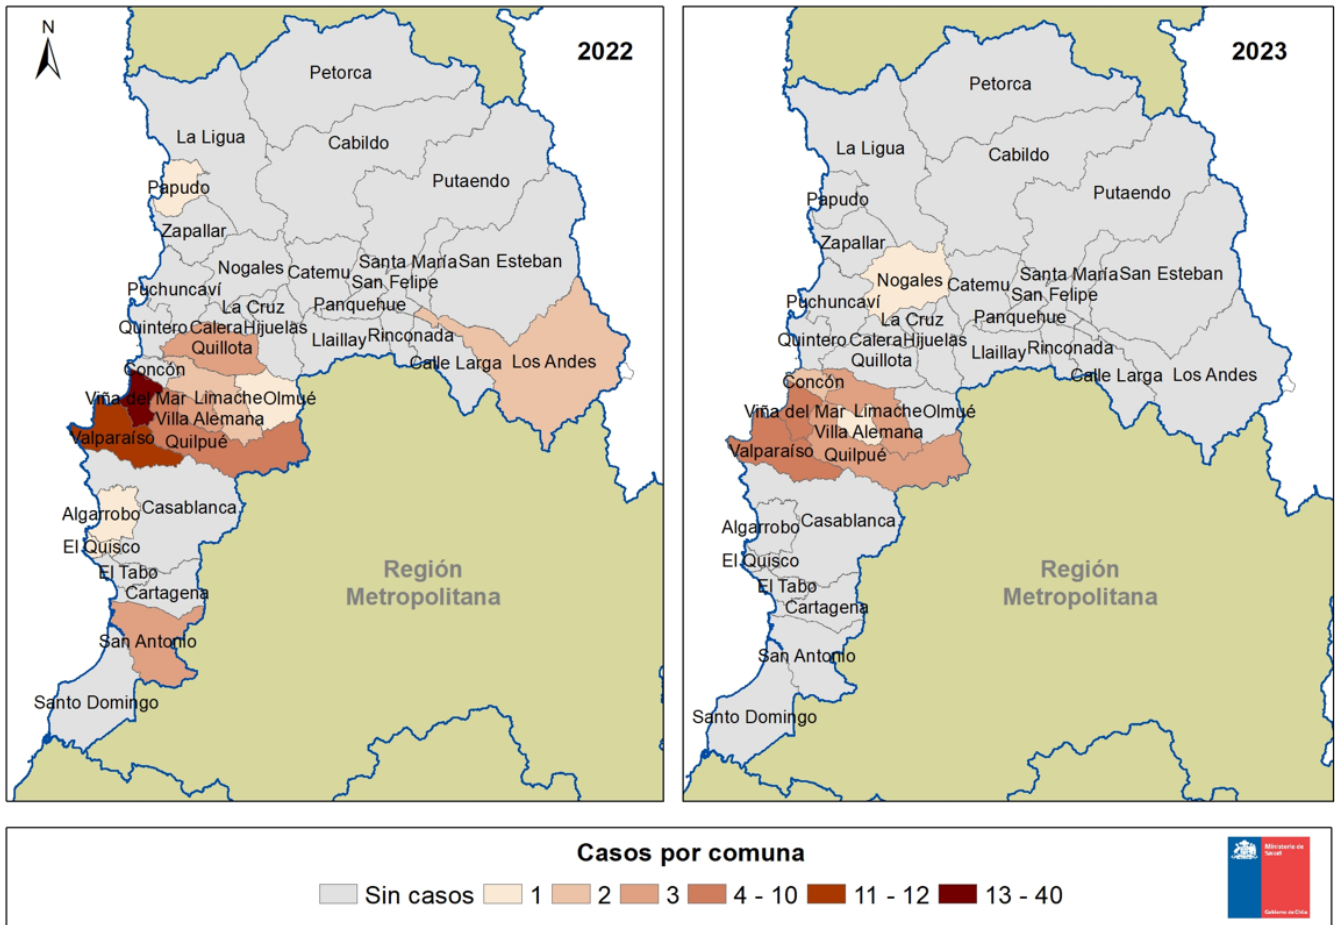 N
2022
Petorca
La Ligua
Cabildo
Putaendo
Papudo
Zapallar
Santa María San Esteban
Nogales
Catemu
San Felipe
Puchuncaví
Panquehue
La Cruz
Quintero Calera Hijuelas
Llaillay Rinconada
Quillota
Calle Larga
Los Andes
Concón
Viña del Mar
Limache Olmué
Villa Alemana
Valparaíso
Quilpué
Algarrobo
Casablanca
El Quisco
El Tabo
Cartagena
San Antonio
Santo Domingo
Región
Metropolitana
2023
Petorca
La Ligua
Cabildo
Putaendo
Papudo
Zapallar
Santa María San Esteban
Nogales
Catemu
San Felipe
Puchuncaví
Panquehue
La Cruz
Quintero Calera Hijuelas
Llaillay Rinconada
Quillota
Calle Larga
Los Andes
Concón
Viña del Mar
Limache Olmué
Villa Alemana
Valparaíso
Quilpué
Algarrobo
Casablanca
El Quisco
El Tabo
Cartagena
San Antonio
Santo Domingo
Región
Metropolitana
Casos por comuna
Sin casos 1 2 3 4 - 10 11 - 12 13 - 40
Ministerio de
Salud
Gobierno de Chile